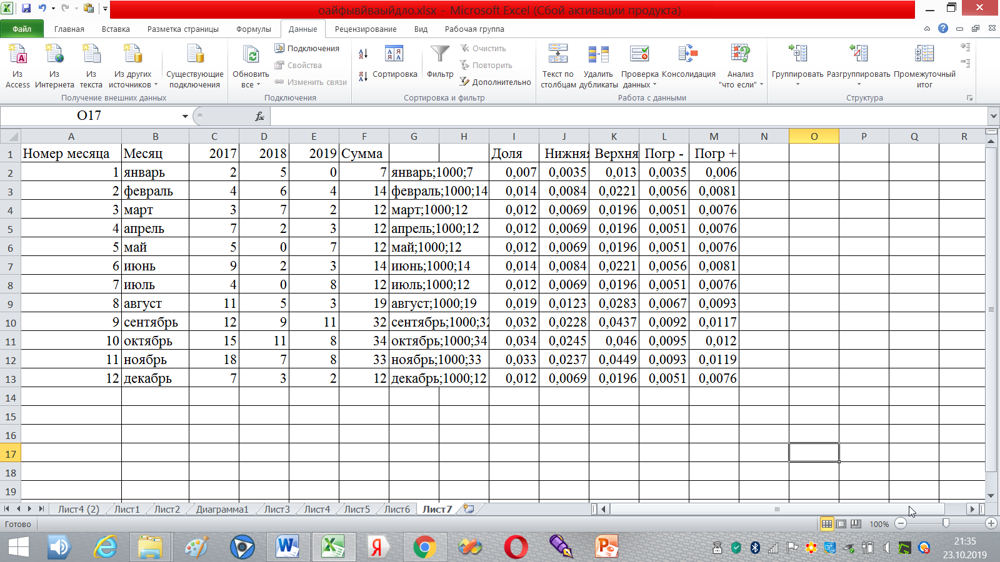 оайфывйваыйдло.xlsx - Microsoft Excel (Сбой активации продукта)
Файл Главная Вставка Разметка страницы Формулы Данные Рецензирование Вид Рабочая группа
Из Access
Из Интернета
Из текста
Из других источников
Существующие подключения
Получение внешних данных
Обновить все
Подключения
Свойства
Изменить связи
Подключения
Сортировка
Фильтр
Очистить
Повторить
Дополнительно
Сортировка и фильтр
Текст по столбцам
Удалить дубликаты
Проверка данных
Консолидация
Анализ "что если"
Работа с данными
Группировать
Разгруппировать
Промежуточный итог
Структура
O17 fx
A B C D E F G H I J K L M N O P Q R
1 Номер месяца Месяц 2017 2018 2019 Сумма Доля Нижняя Верхня Погр - Погр +
2 1 январь 2 5 0 7 январь;1000;7 0,007 0,0035 0,013 0,0035 0,006
3 2 февраль 4 6 4 14 февраль;1000;14 0,014 0,0084 0,0221 0,0056 0,0081
4 3 март 3 7 2 12 март;1000;12 0,012 0,0069 0,0196 0,0051 0,0076
5 4 апрель 7 2 3 12 апрель;1000;12 0,012 0,0069 0,0196 0,0051 0,0076
6 5 май 5 0 7 12 май;1000;12 0,012 0,0069 0,0196 0,0051 0,0076
7 6 июнь 9 2 3 14 июнь;1000;14 0,014 0,0084 0,0221 0,0056 0,0081
8 7 июль 4 0 8 12 июль;1000;12 0,012 0,0069 0,0196 0,0051 0,0076
9 8 август 11 5 3 19 август;1000;19 0,019 0,0123 0,0283 0,0067 0,0093
10 9 сентябрь 12 9 11 32 сентябрь;1000;32 0,032 0,0228 0,0437 0,0092 0,0117
11 10 октябрь 15 11 8 34 октябрь;1000;34 0,034 0,0245 0,046 0,0095 0,012
12 11 ноябрь 18 7 8 33 ноябрь;1000;33 0,033 0,0237 0,0449 0,0093 0,0119
13 12 декабрь 7 3 2 12 декабрь;1000;12 0,012 0,0069 0,0196 0,0051 0,0076
14
15
16
17
18
19
Лист4 (2) Лист1 Лист2 Диаграмма1 Лист3 Лист4 Лист5 Лист6 Лист7
Готово 100%
21:35
23.10.2019